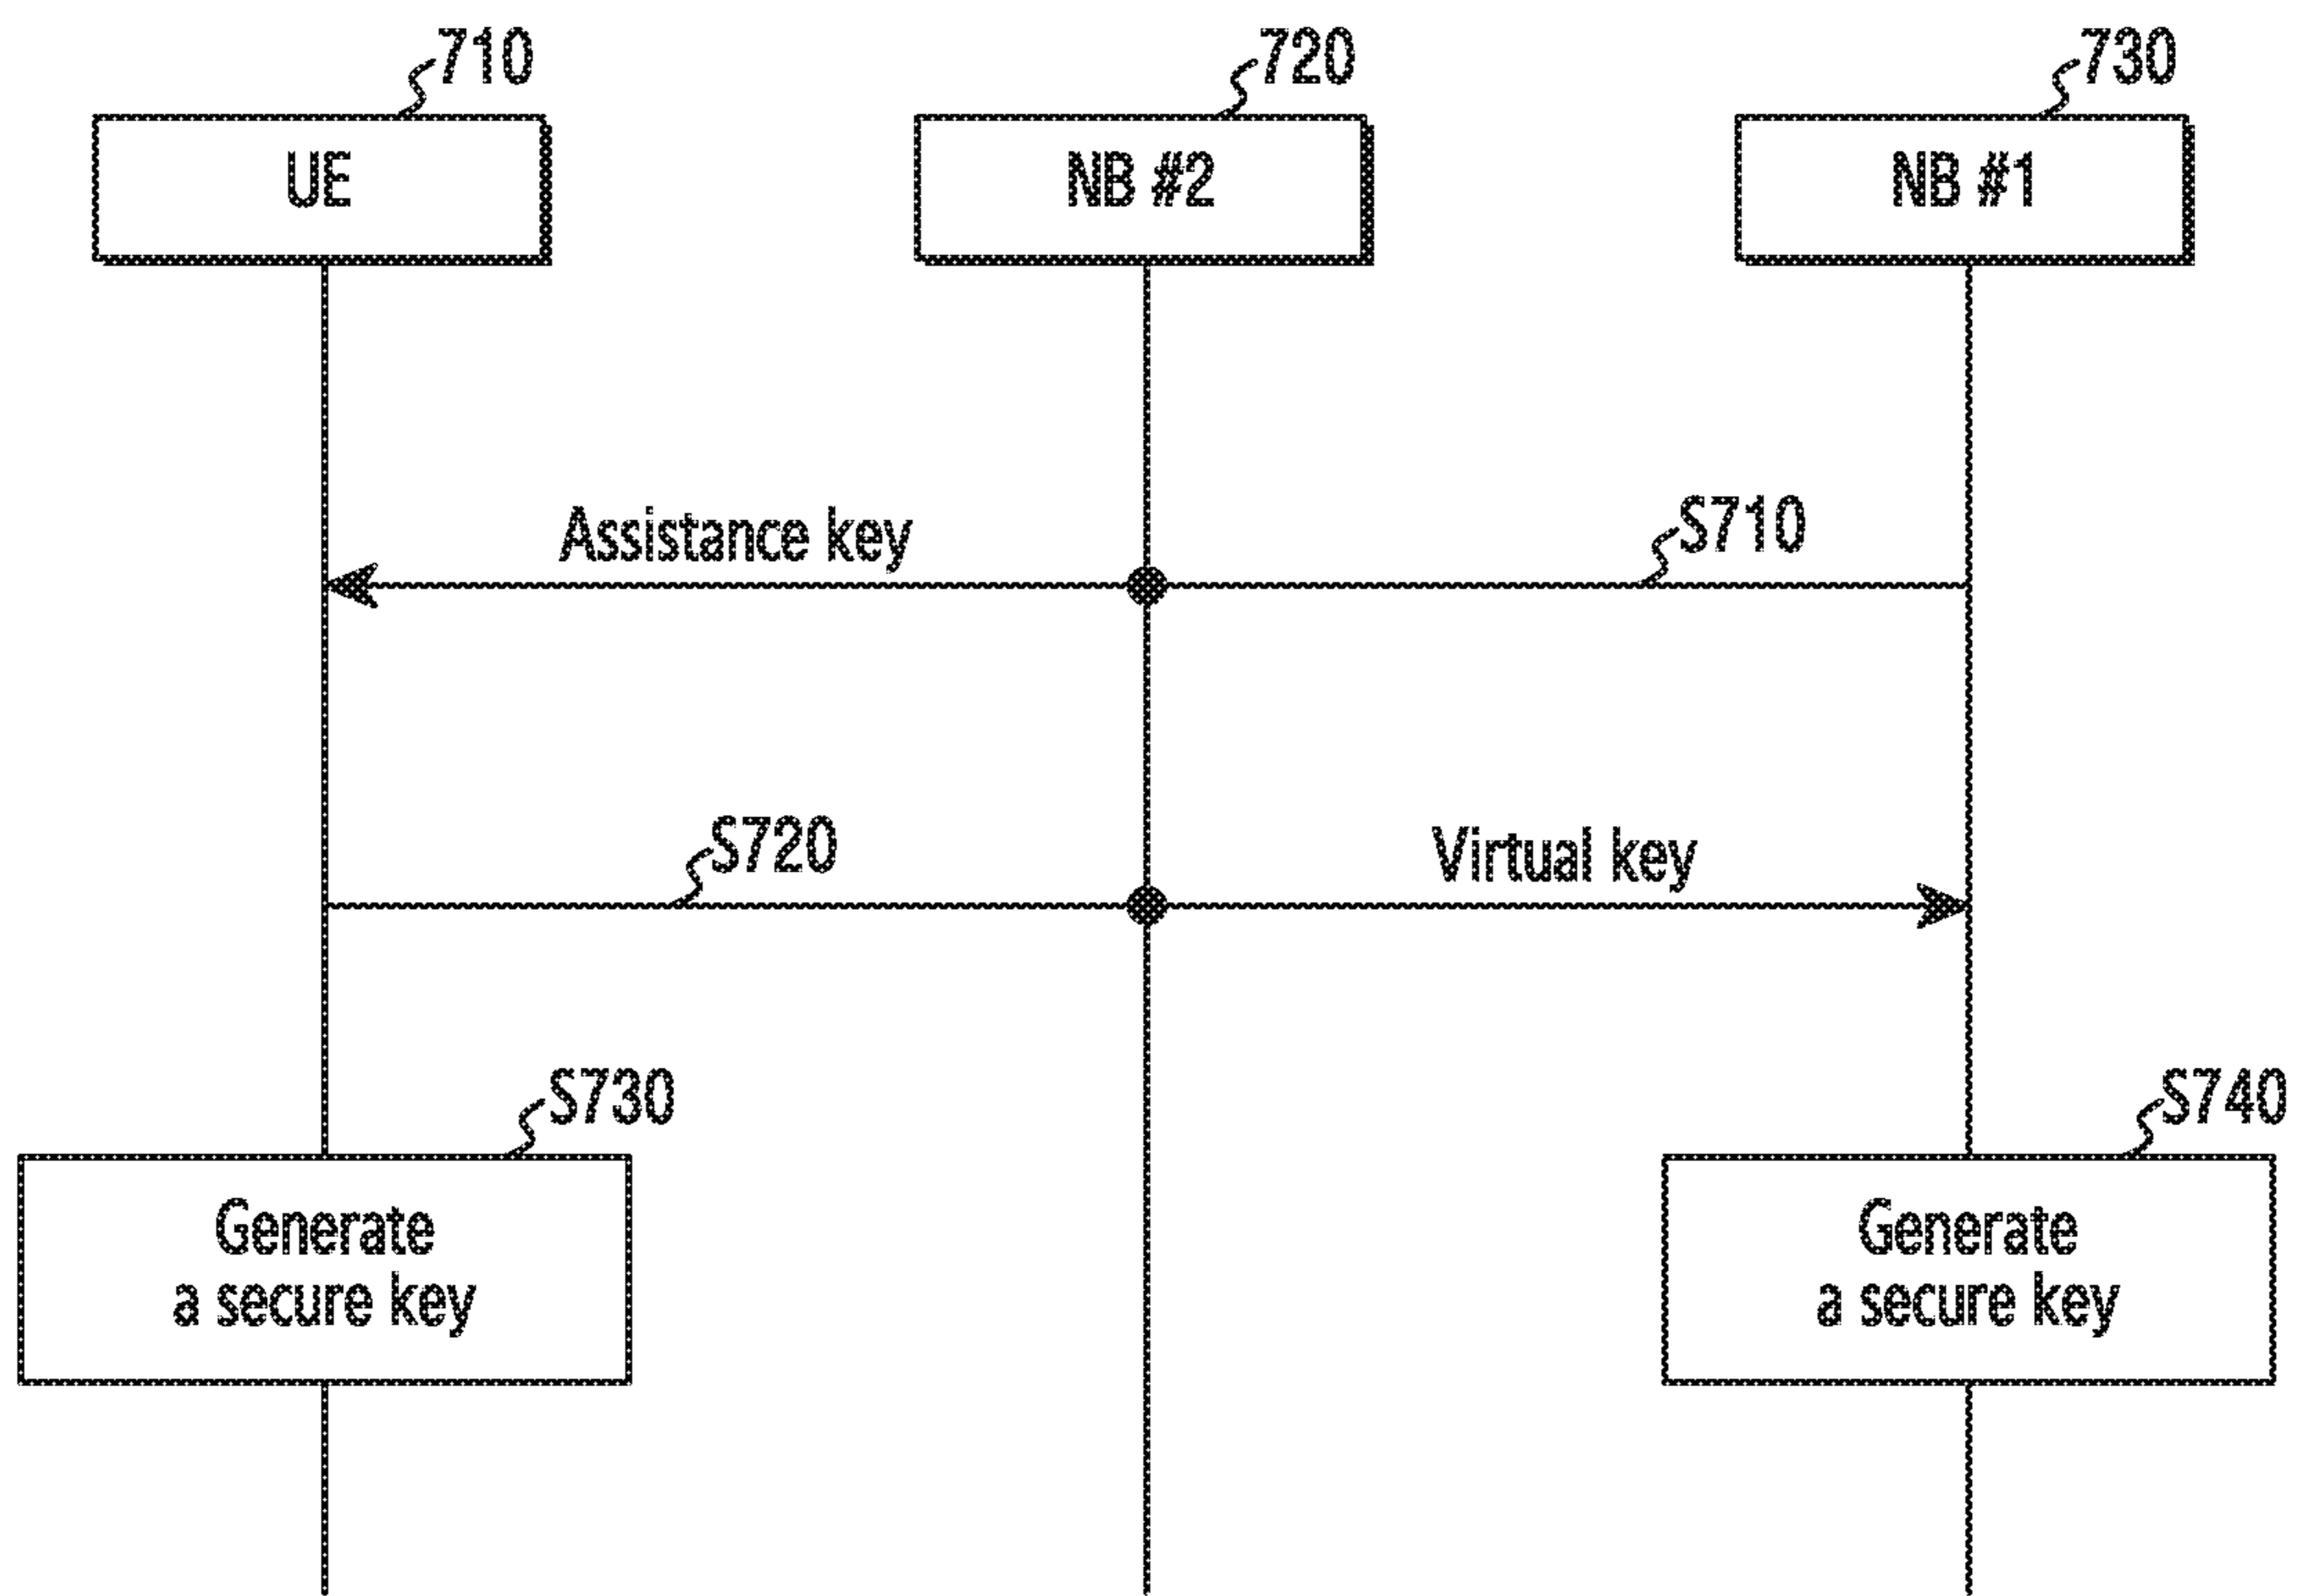 710
720
730
UE
NB #2
NB #1
S710
Assistance key
S720
Virtual key
S730
S740
Generate
a secure key
Generate
a secure key